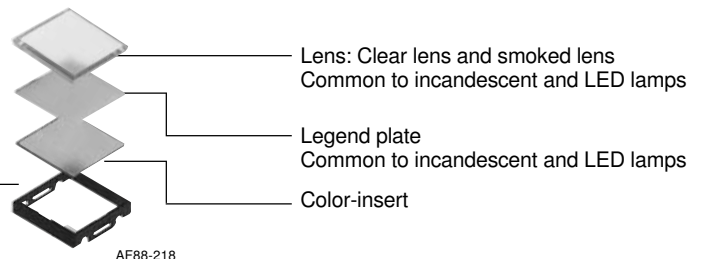 Lens: Clear lens and smoked lens
Common to incandescent and LED lamps
Legend plate
Common to incandescent and LED lamps
Color-insert
AF88-218